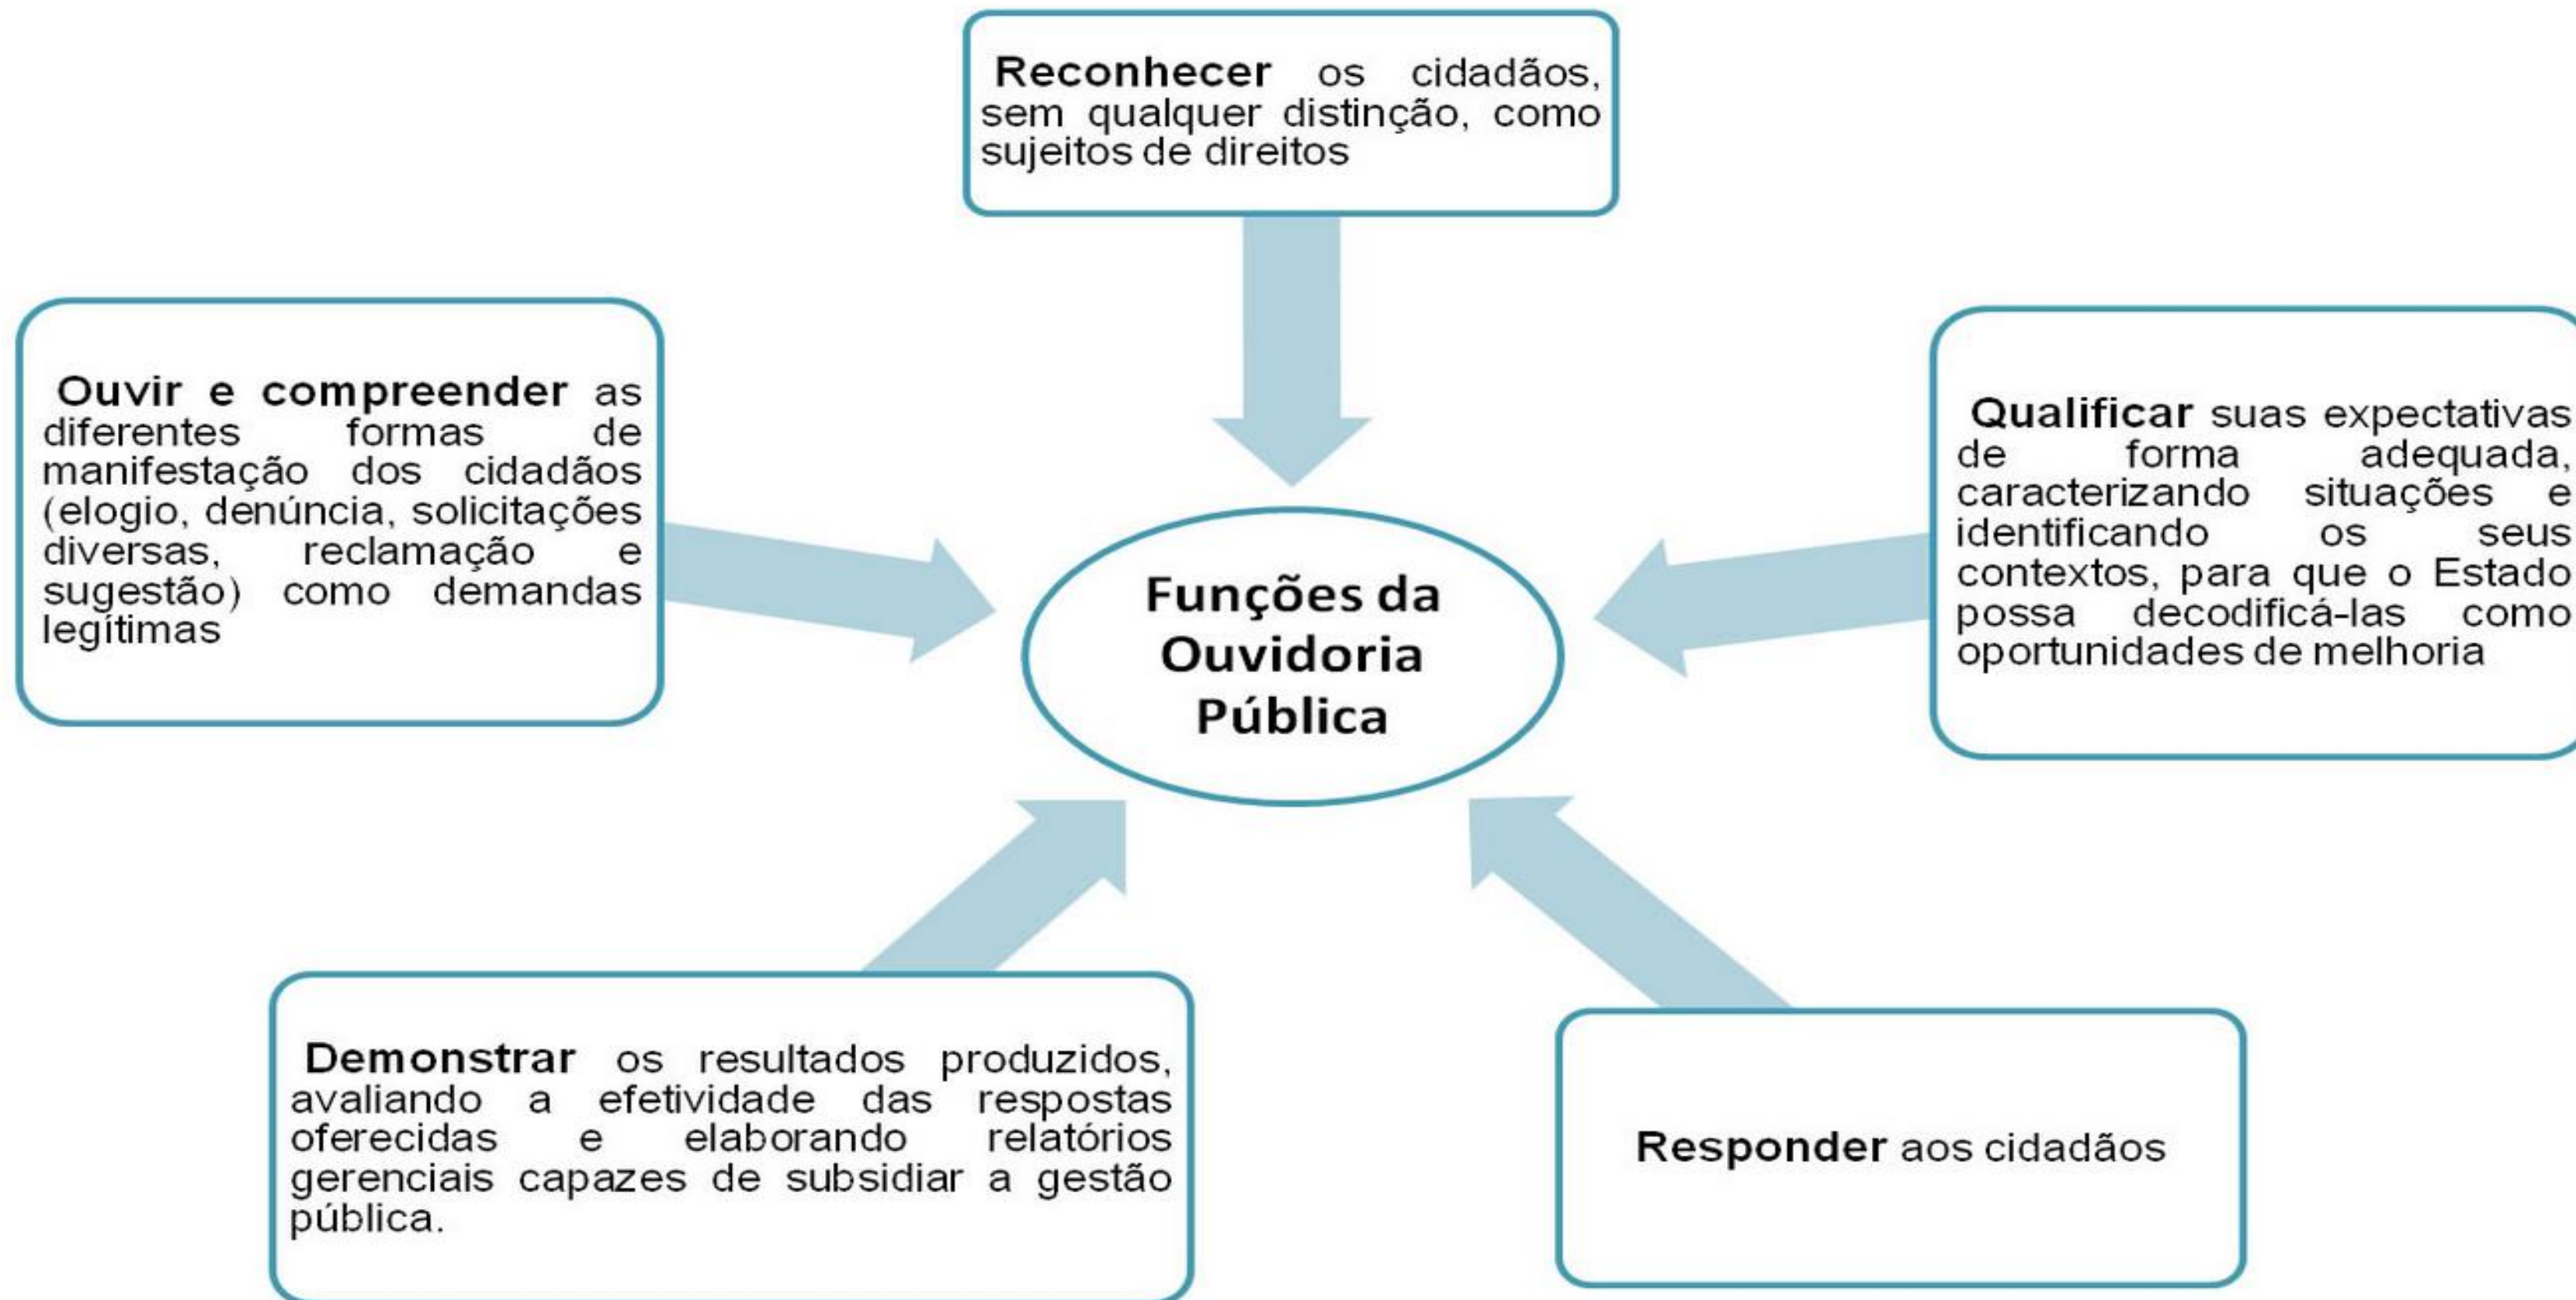 Reconhecer os cidadãos,
sem qualquer distinção, como
sujeitos de direitos
Ouvir e compreender as
diferentes formas de
manifestação dos cidadãos
(elogio, denúncia, solicitações
diversas, reclamação e
sugestão) como demandas
legítimas
Funções da
Ouvidoria
Pública
Qualificar suas expectativas
de forma adequada,
caracterizando situações e
identificando os seus
contextos, para que o Estado
possa decodificá-las como
oportunidades de melhoria
Demonstrar os resultados produzidos,
avaliando a efetividade das respostas
oferecidas e elaborando relatórios
gerenciais capazes de subsidiar a gestão
pública.
Responder aos cidadãos